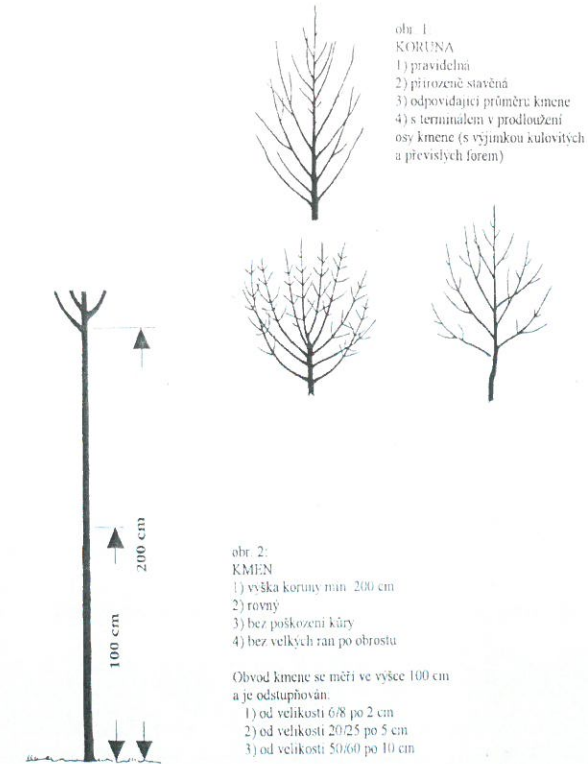 obr. 1
KORUNA
1) pravidelná
2) přirozeně stavěná
3) odpovídající průměru kmene
4) s terminálem v prodloužení
osy kmene (s výjimkou kulovitých
a převislých forem)
200 cm
100 cm
obr. 2:
KMEN
1) výška koruny min. 200 cm
2) rovný
3) bez poškození kůry
4) bez velkých ran po obrostu
Obvod kmene se měří ve výšce 100 cm
a je odstupňován:
1) od velikosti 6/8 po 2 cm
2) od velikosti 20/25 po 5 cm
3) od velikosti 50/60 po 10 cm